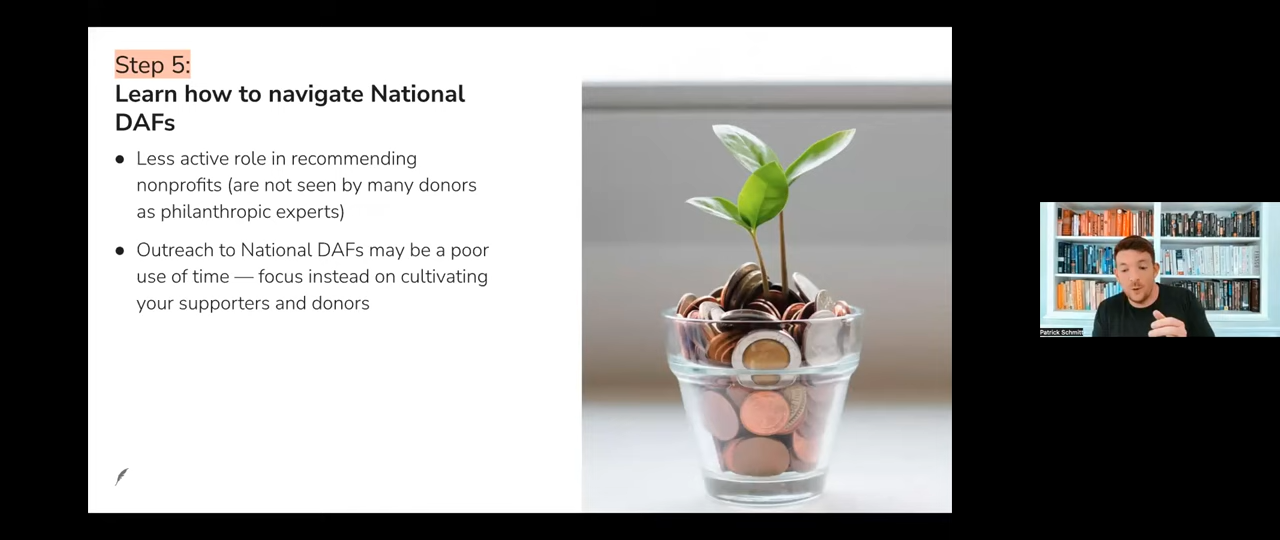 Step 5:
Learn how to navigate National
DAFs
● Less active role in recommending
nonprofits (are not seen by many donors
as philanthropic experts)
● Outreach to National DAFs may be a poor
use of time — focus instead on cultivating
your supporters and donors
Patrick Schmitt